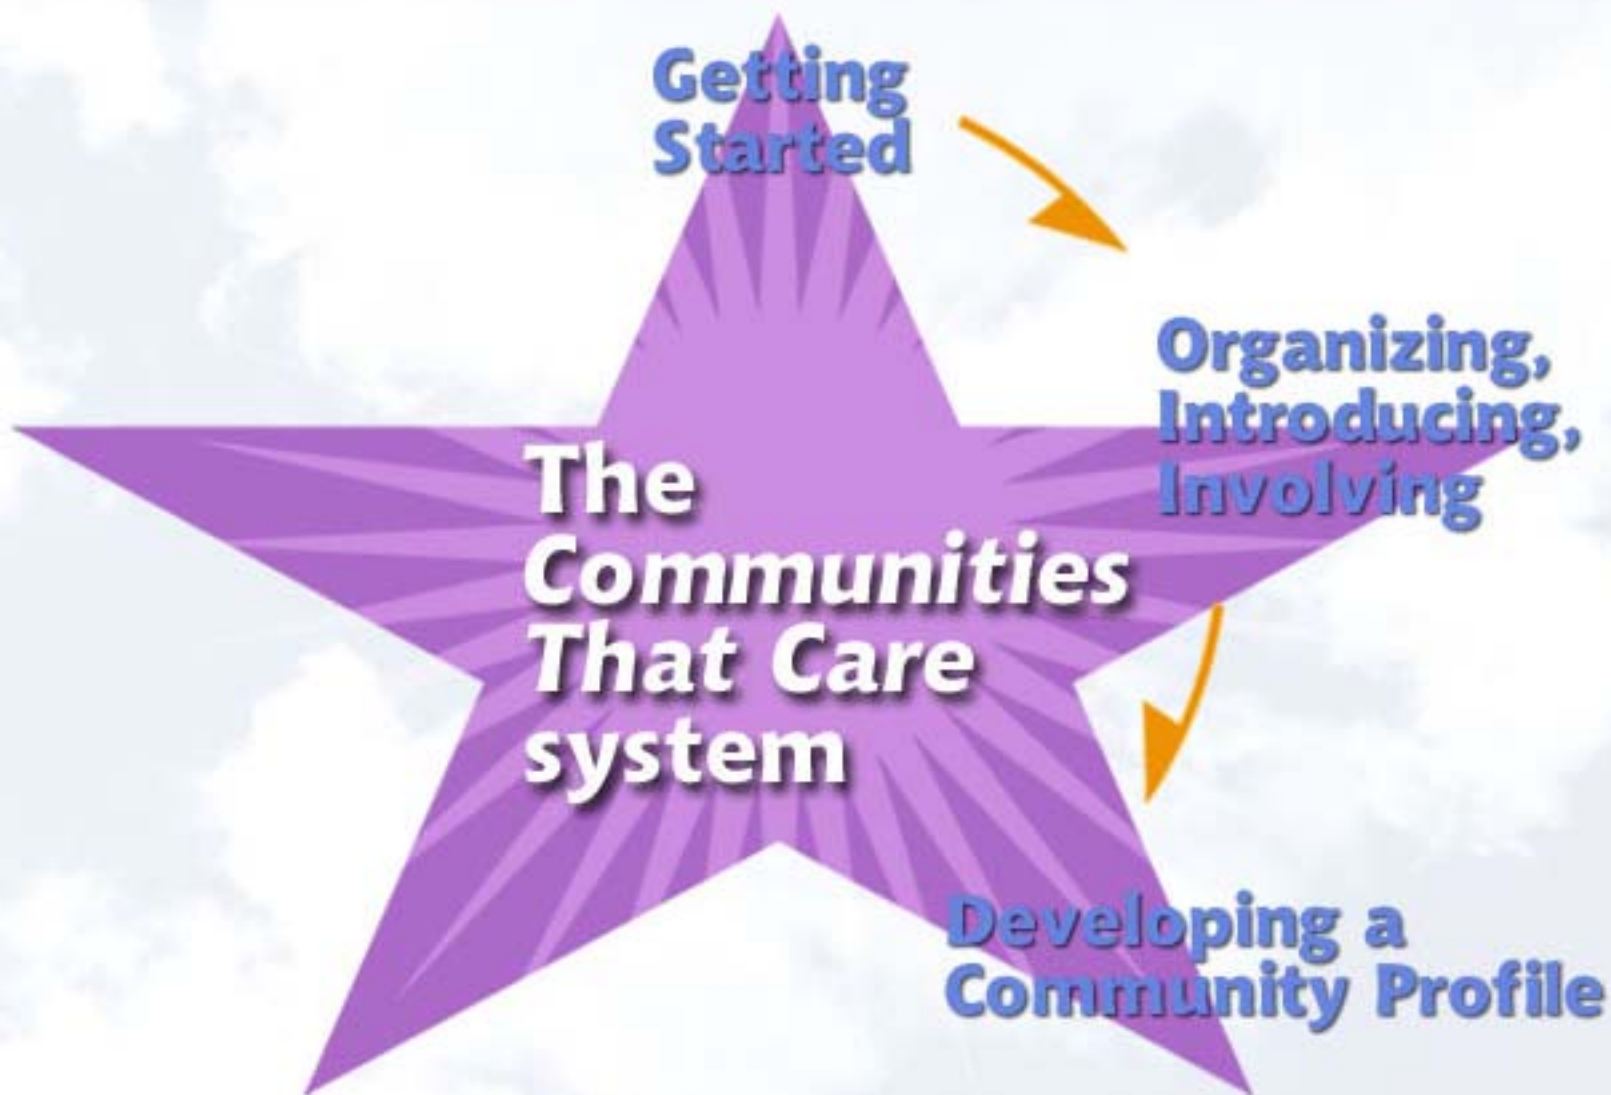 Getting
Started
Organizing,
Introducing,
Involving
The
Communities
That Care
system
Developing a
Community Profile